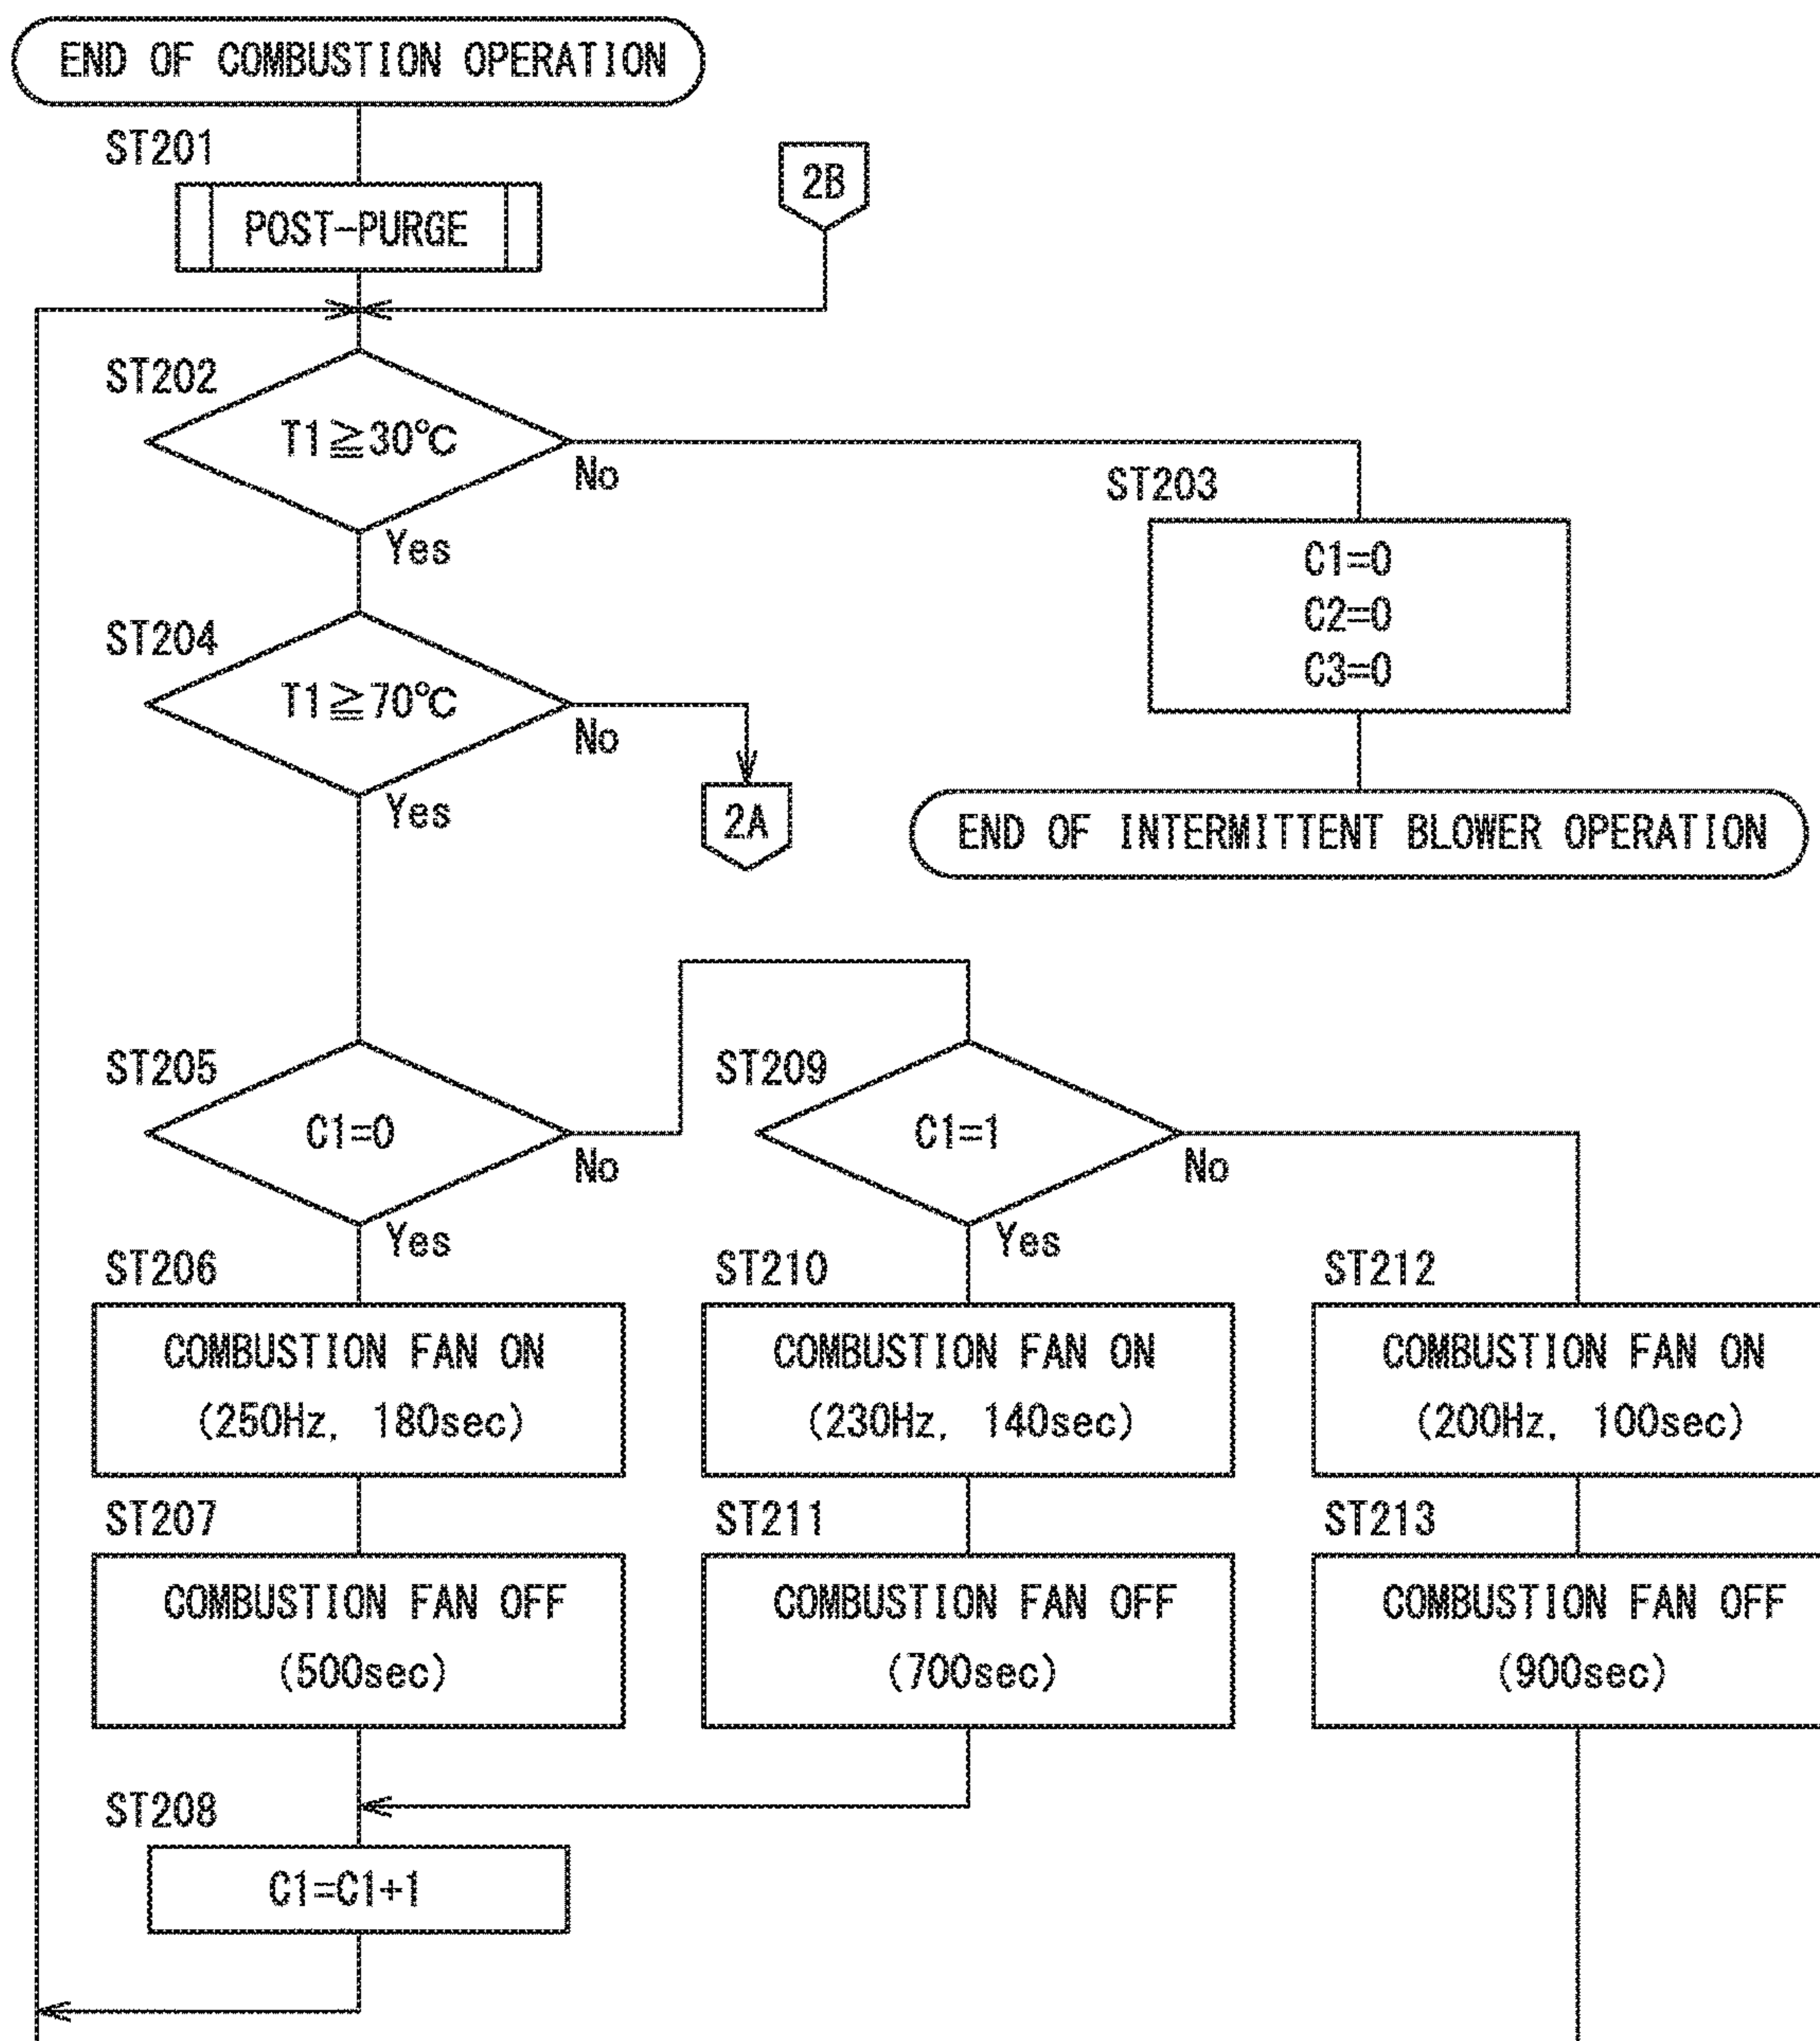 END OF COMBUSTION OPERATION
ST201
POST-PURGE
2B
ST202
T1≧30℃
No
Yes
ST203
C1=0
C2=0
C3=0
END OF INTERMITTENT BLOWER OPERATION
ST204
T1≧70℃
No
Yes
2A
ST205
C1=0
No
Yes
ST209
C1=1
No
Yes
ST206
COMBUSTION FAN ON
(250Hz, 180sec)
ST207
COMBUSTION FAN OFF
(500sec)
ST210
COMBUSTION FAN ON
(230Hz, 140sec)
ST211
COMBUSTION FAN OFF
(700sec)
ST212
COMBUSTION FAN ON
(200Hz, 100sec)
ST213
COMBUSTION FAN OFF
(900sec)
ST208
C1=C1+1